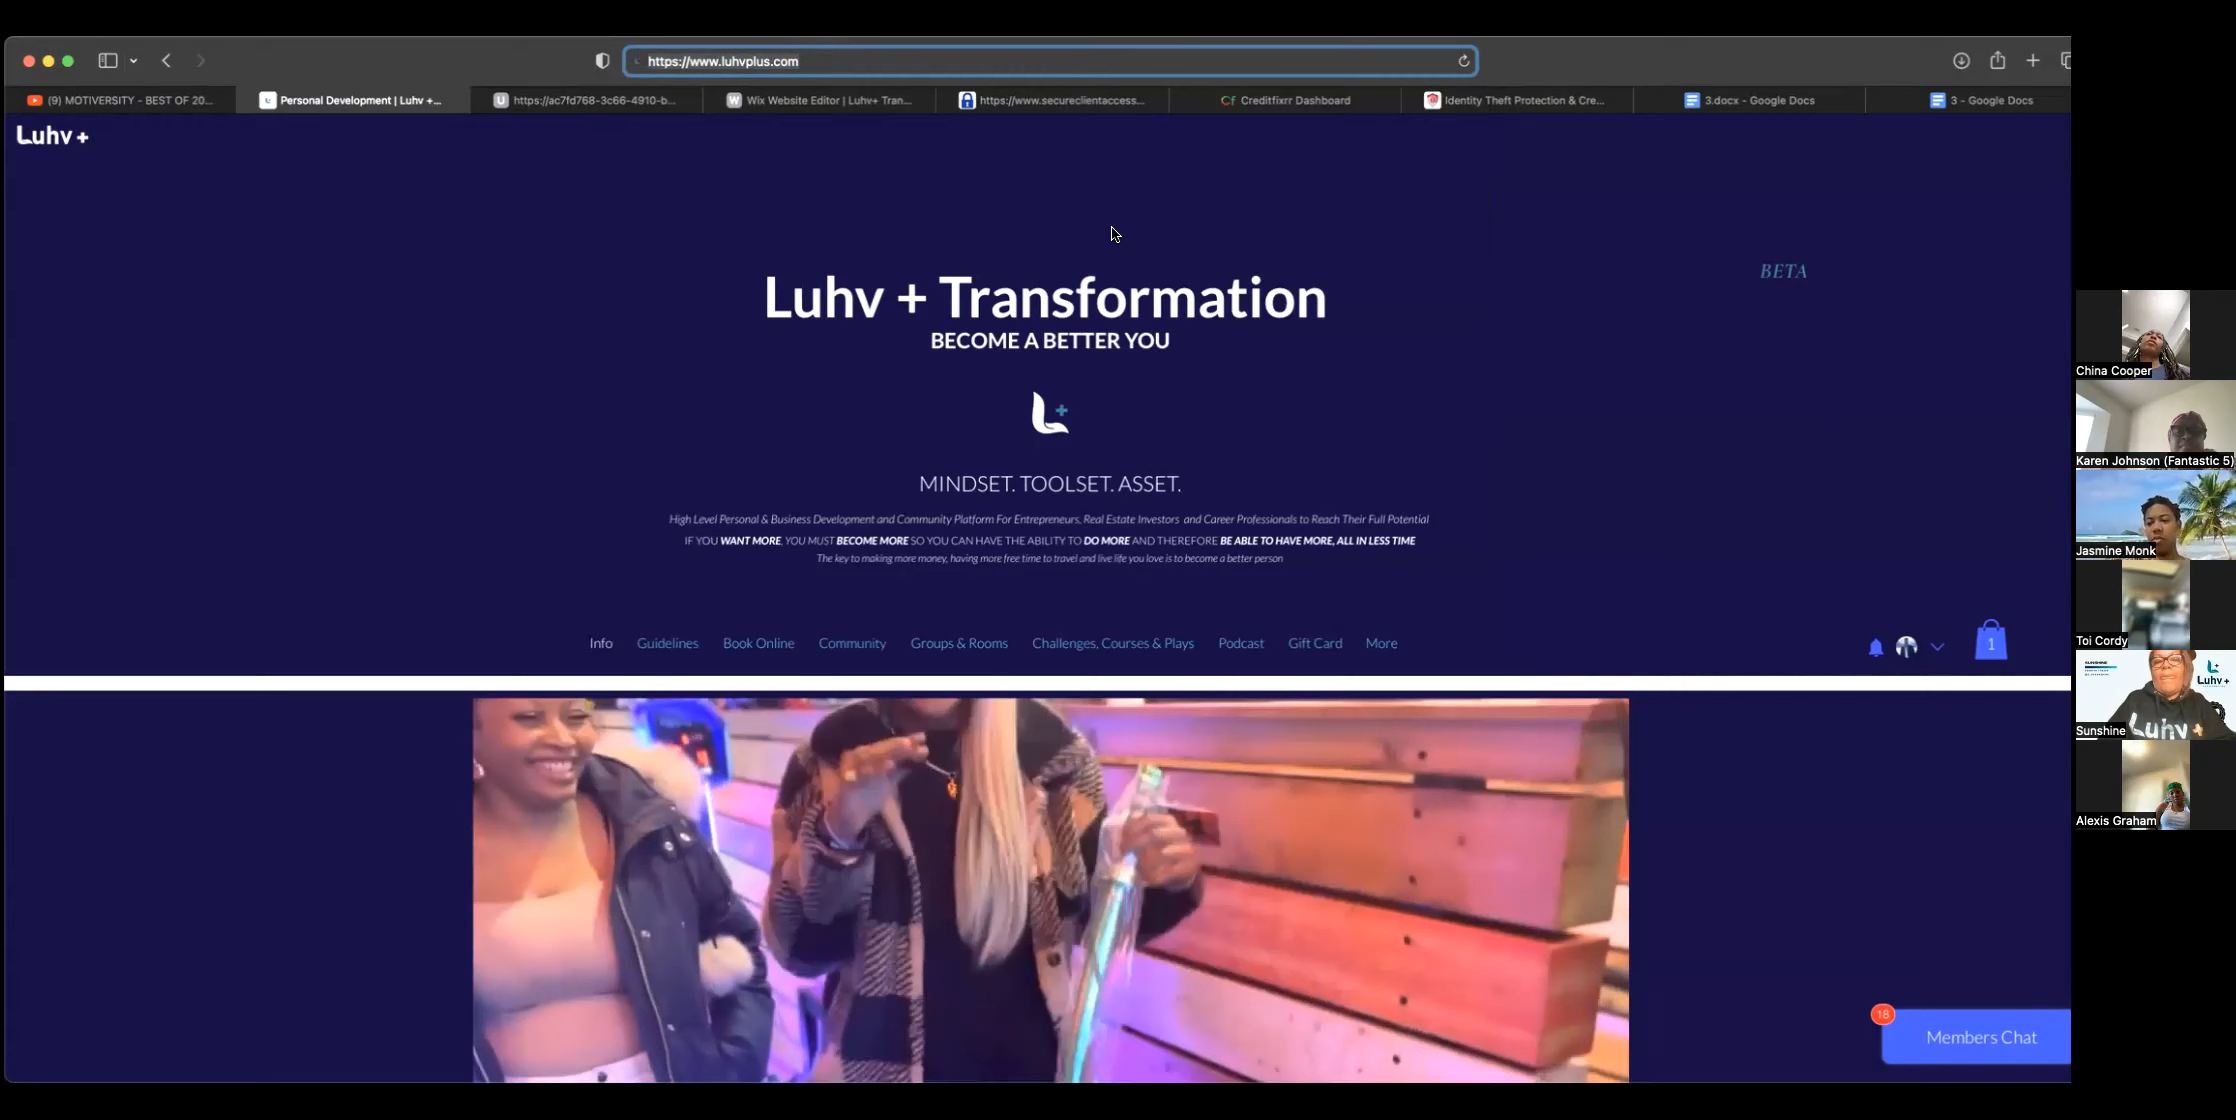 https://www.luhvplus.com
(9) MOTIVERSITY - BEST OF 20...
Personal Development | Luhv +...
https://ac7fd768-3c66-4910-b...
Wix Website Editor | Luhv+ Tran...
https://www.secureclientaccess...
Creditfixrr Dashboard
Identity Theft Protection & Cre...
3.docx - Google Docs
3 - Google Docs
Luhv +
BETA
Luhv + Transformation
BECOME A BETTER YOU
L+
MINDSET. TOOLSET. ASSET.
High Level Personal & Business Development and Community Platform For Entrepreneurs, Real Estate Investors and Career Professionals to Reach Their Full Potential
IF YOU WANT MORE, YOU MUST BECOME MORE SO YOU CAN HAVE THE ABILITY TO DO MORE AND THEREFORE BE ABLE TO HAVE MORE, ALL IN LESS TIME
The key to making more money, having more free time to travel and live life you love is to become a better person
Info
Guidelines
Book Online
Community
Groups & Rooms
Challenges, Courses & Plays
Podcast
Gift Card
More
1
18
Members Chat
China Cooper
Karen Johnson (Fantastic 5)
Jasmine Monk
Toi Cordy
SUNSHINE
Luhv +
Luhv +
Sunshine
Alexis Graham